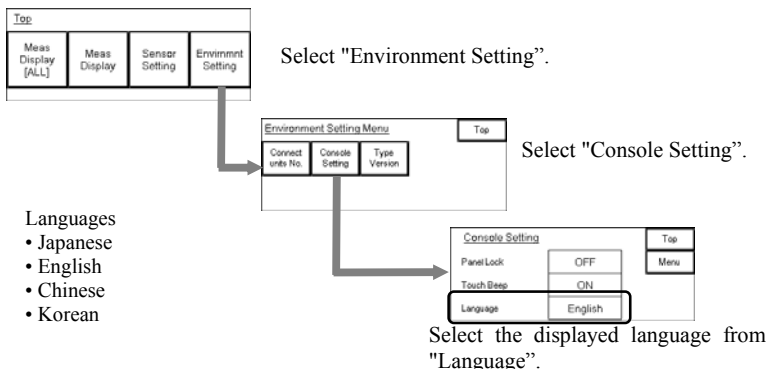 Top
Meas
Display
[ALL]
Meas
Display
Sensor
Setting
Envirnmnt
Setting
Select "Environment Setting”.
Environment Setting Menu
Top
Connect
units No.
Console
Setting
Type
Version
Select "Console Setting”.
Languages
• Japanese
• English
• Chinese
• Korean
Console Setting
Top
Panel Lock
OFF
Menu
Touch Beep
ON
Language
English
Select the displayed language from
"Language”.